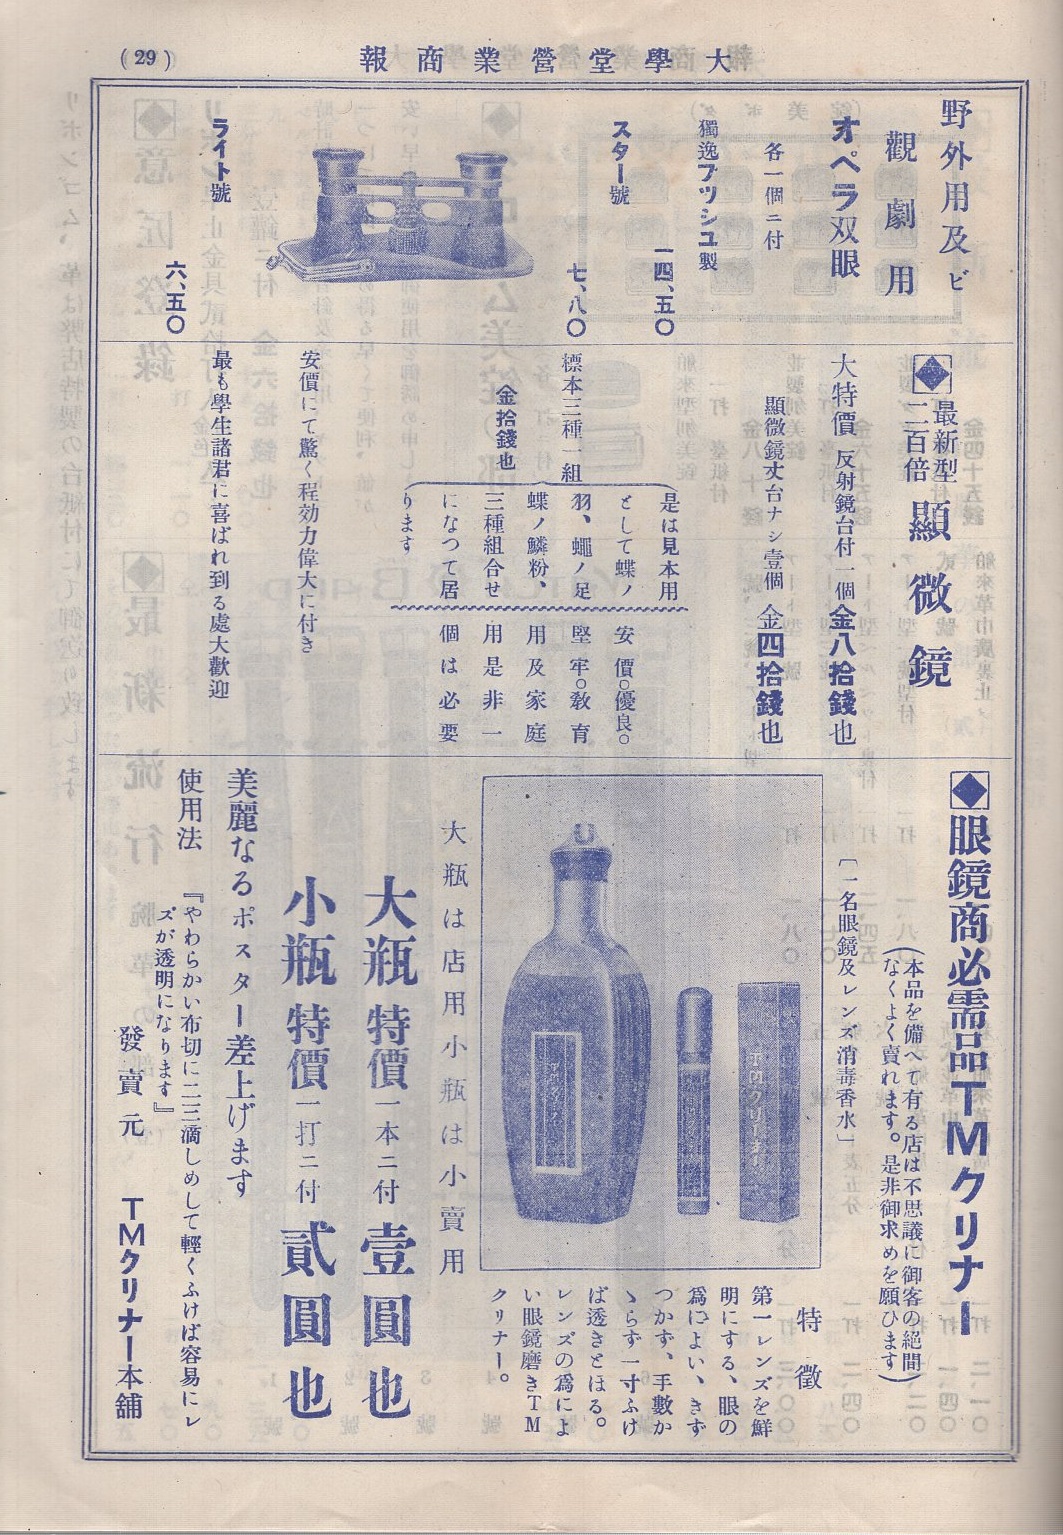 (29)
大學堂營業商報
野外用及ビ
觀劇用
オペラ双眼
各一個ニ付
獨逸プツシユ製
一四、五〇
スター號
七、八〇
ライト號
六、五〇
最新型
二百倍
顯微鏡
大特價 反射鏡台付一個金八拾錢也
顯微鏡丈台ナシ壹個 金四拾錢也
標本三種一組
金拾錢也
是は見本用
として蝶ノ
羽、蠅ノ足
蝶ノ鱗粉、
三種組合せ
になつて居
ります
安價。優良。
堅牢。教育
用及家庭
用是非一
個は必要
安價にて驚く程効力偉大に付き
最も學生諸君に喜ばれ到る處大歡迎
眼鏡商必需品TMクリナー
(本品を備へて有る店は不思議に御客の絶間
なくよく賣れます。是非御求めを願ひます)
〔一名眼鏡及レンズ消毒香水〕
TMクリーナー
特徴
第一レンズを鮮
明にする、眼の
爲によい、きず
つかず、手數か
ゝらず一寸ふけ
ば透きとほる。
レンズの爲によ
い眼鏡磨きTM
クリナー。
大瓶は店用小瓶は小賣用
大瓶 特價一本ニ付 壹圓也
小瓶 特價一打ニ付 貳圓也
美麗なるポスター差上げます
使用法 『やわらかい布切に二三滴しめして輕くふけば容易にレ
ズが透明になります』
發賣元 TMクリナー本舗